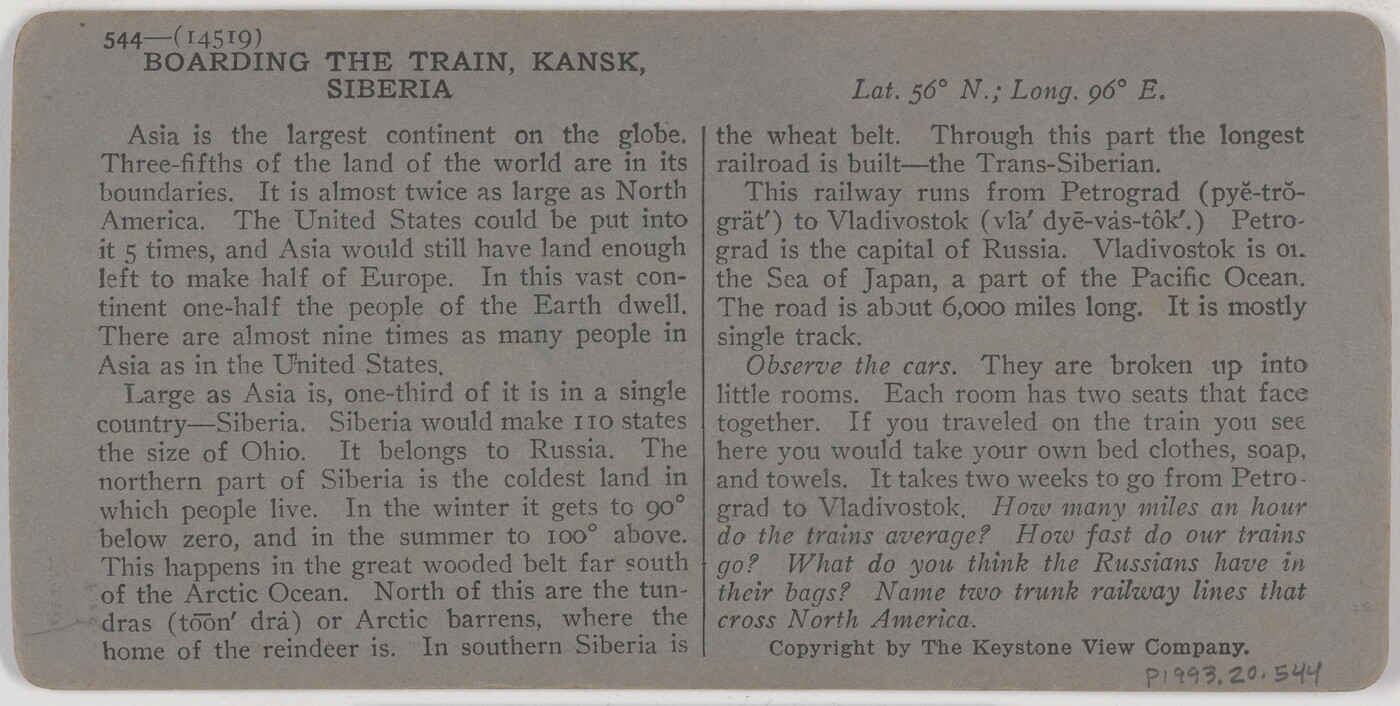 544—(14519)
BOARDING THE TRAIN, KANSK,
SIBERIA
Asia is the largest continent on the globe.
Three-fifths of the land of the world are in its
boundaries. It is almost twice as large as North
America. The United States could be put into
it 5 times, and Asia would still have land enough
left to make half of Europe. In this vast con-
tinent one-half the people of the Earth dwell.
There are almost nine times as many people in
Asia as in the United States.
Large as Asia is, one-third of it is in a single
country—Siberia. Siberia would make 110 states
the size of Ohio. It belongs to Russia. The
northern part of Siberia is the coldest land in
which people live. In the winter it gets to 90°
below zero, and in the summer to 100° above.
This happens in the great wooded belt far south
of the Arctic Ocean. North of this are the tun-
dras (to͞on′ drȧ) or Arctic barrens, where the
home of the reindeer is. In southern Siberia is
Lat. 56° N.; Long. 96° E.
the wheat belt. Through this part the longest
railroad is built—the Trans-Siberian.
This railway runs from Petrograd (pyĕ-trŏ-
grät′) to Vladivostok (vlȧ′ dyē-vȧs-tôk′.) Petro-
grad is the capital of Russia. Vladivostok is on
the Sea of Japan, a part of the Pacific Ocean.
The road is about 6,000 miles long. It is mostly
single track.
Observe the cars. They are broken up into
little rooms. Each room has two seats that face
together. If you traveled on the train you see
here you would take your own bed clothes, soap,
and towels. It takes two weeks to go from Petro-
grad to Vladivostok. How many miles an hour
do the trains average? How fast do our trains
go? What do you think the Russians have in
their bags? Name two trunk railway lines that
cross North America.
Copyright by The Keystone View Company.
P1993.20.544